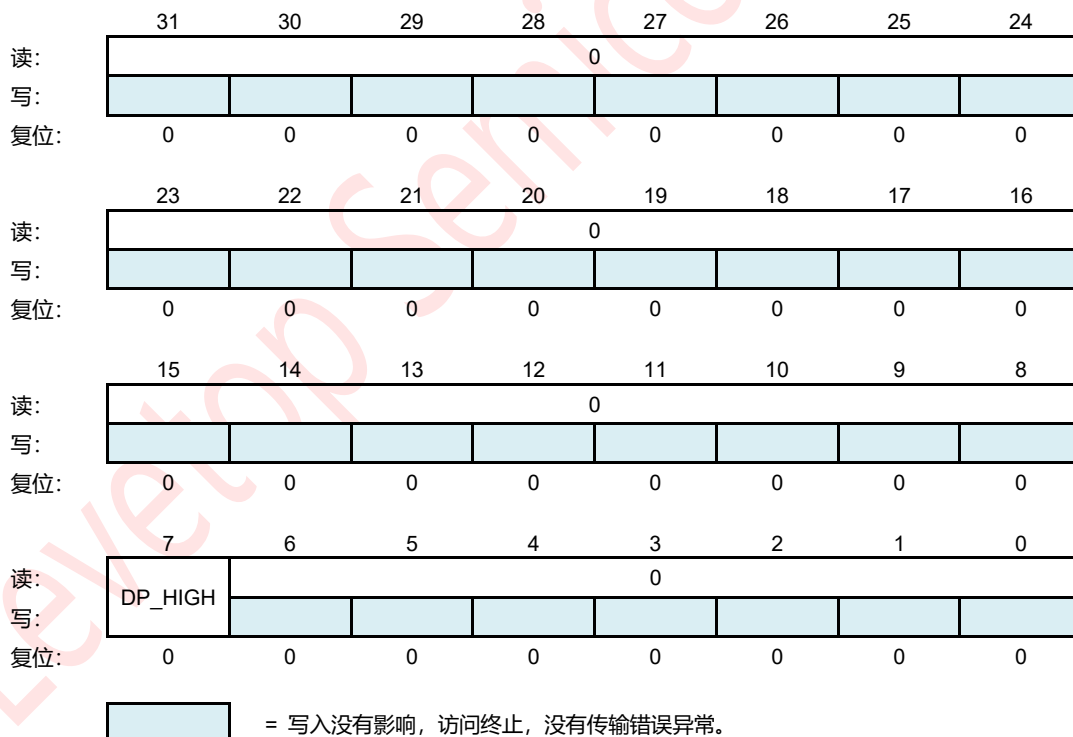 31 30 29 28 27 26 25 24
读: 0
写:
复位: 0 0 0 0 0 0 0 0
23 22 21 20 19 18 17 16
读: 0
写:
复位: 0 0 0 0 0 0 0 0
15 14 13 12 11 10 9 8
读: 0
写:
复位: 0 0 0 0 0 0 0 0
7 6 5 4 3 2 1 0
读: DP_HIGH 0
写:
复位: 0 0 0 0 0 0 0 0
= 写入没有影响，访问终止，没有传输错误异常。
Levetop Semico